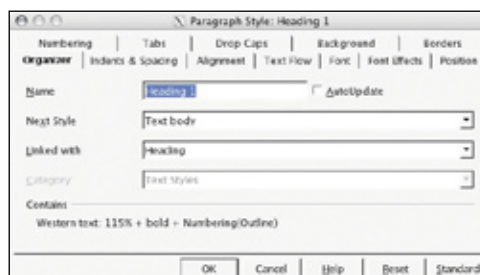 Paragraph Style: Heading 1
Numbering | Tabs | Drop Caps | Background | Borders
Organizer | Indents & Spacing | Alignment | Text Flow | Font | Font Effects | Position
Name Heading 1 AutoUpdate
Next Style Text body
Linked with Heading
Category Text Styles
Contains
Western text: 115% + bold + Numbering(Outline)
OK Cancel Help Reset Standard